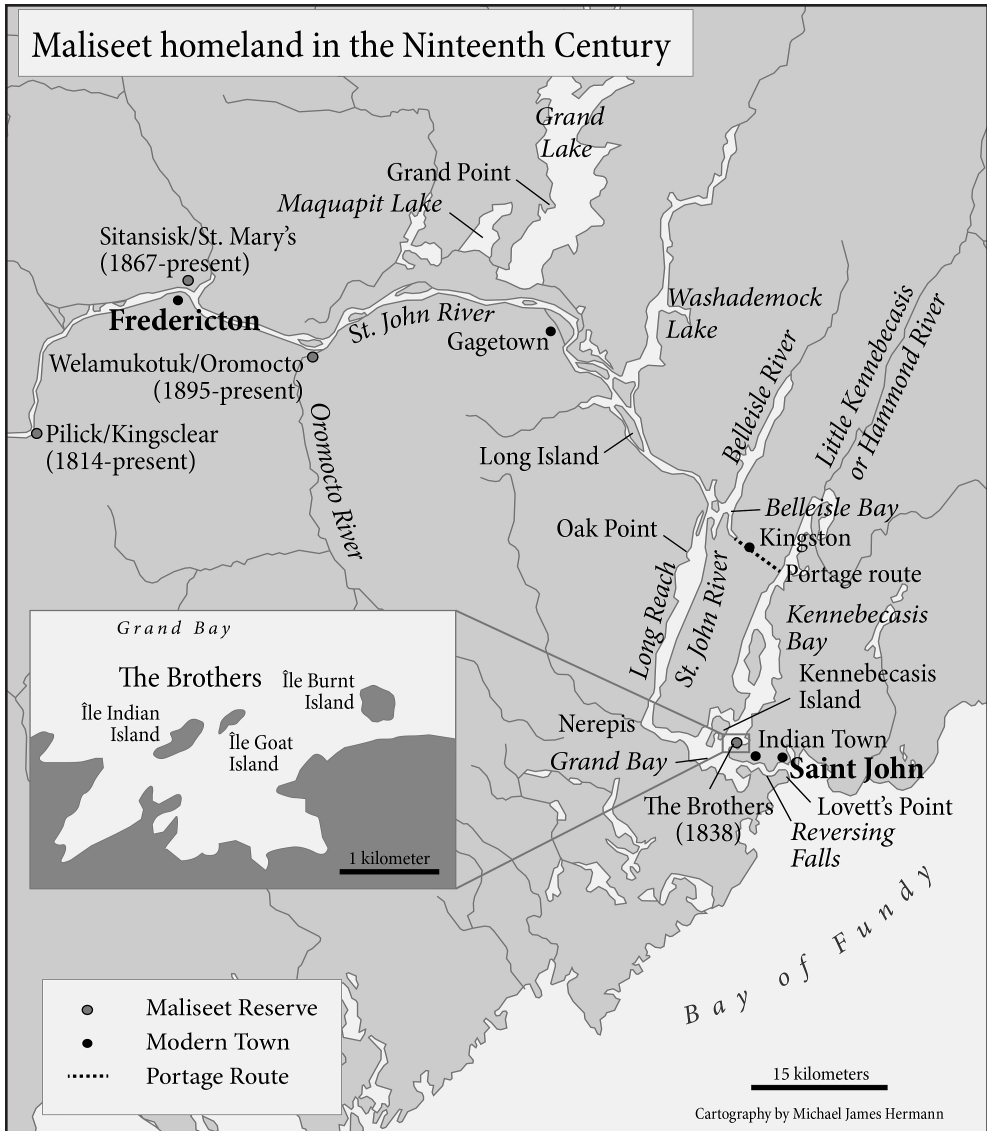 Maliseet homeland in the Ninteenth Century
Grand
Lake
Grand Point
Maquapit Lake
Sitansisk/St. Mary's
(1867-present)
Fredericton
St. John River
Washademock
Lake
Gagetown
Welamukotuk/Oromocto
(1895-present)
Pilick/Kingsclear
(1814-present)
Oromocto River
Long Island
Belleisle River
Little Kennebecasis
or Hammond River
Belleisle Bay
Oak Point
Kingston
Portage route
Long Reach
St. John River
Kennebecasis
Bay
Kennebecasis
Island
Nerepis
Indian Town
Grand Bay
Saint John
The Brothers
(1838)
Lovett's Point
Reversing
Falls
Bay of Fundy
Grand Bay
The Brothers
Île Burnt
Island
Île Indian
Island
Île Goat
Island
1 kilometer
Maliseet Reserve
Modern Town
Portage Route
15 kilometers
Cartography by Michael James Hermann